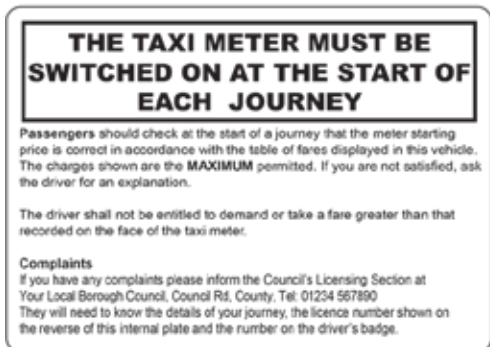 THE TAXI METER MUST BE
SWITCHED ON AT THE START OF
EACH JOURNEY
Passengers should check at the start of a journey that the meter starting
price is correct in accordance with the table of fares displayed in this vehicle.
The charges shown are the MAXIMUM permitted. If you are not satisfied, ask
the driver for an explanation.
The driver shall not be entitled to demand or take a fare greater than that
recorded on the face of the taxi meter.
Complaints
If you have any complaints please inform the Council's Licensing Section at
Your Local Borough Council, Council Rd, County, Tel: 01234 567890
They will need to know the details of your journey, the licence number shown on
the reverse of this internal plate and the number on the driver's badge.